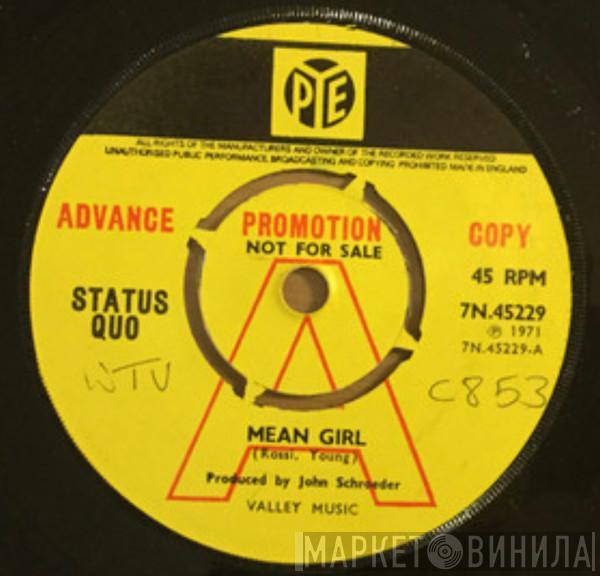 PYE
ALL RIGHTS OF THE MANUFACTURERS AND OWNER OF THE RECORDED WORK RESERVED
UNAUTHORISED PUBLIC PERFORMANCE, BROADCASTING AND COPYING PROHIBITED MADE IN ENGLAND
ADVANCE PROMOTION COPY
NOT FOR SALE
45 RPM
STATUS QUO
7N.45229
℗ 1971
7N.45229-A
WTV
C853
A
MEAN GIRL
(Rossi, Young)
Produced by John Schroeder
VALLEY MUSIC
МАРКЕТ ВИНИЛА